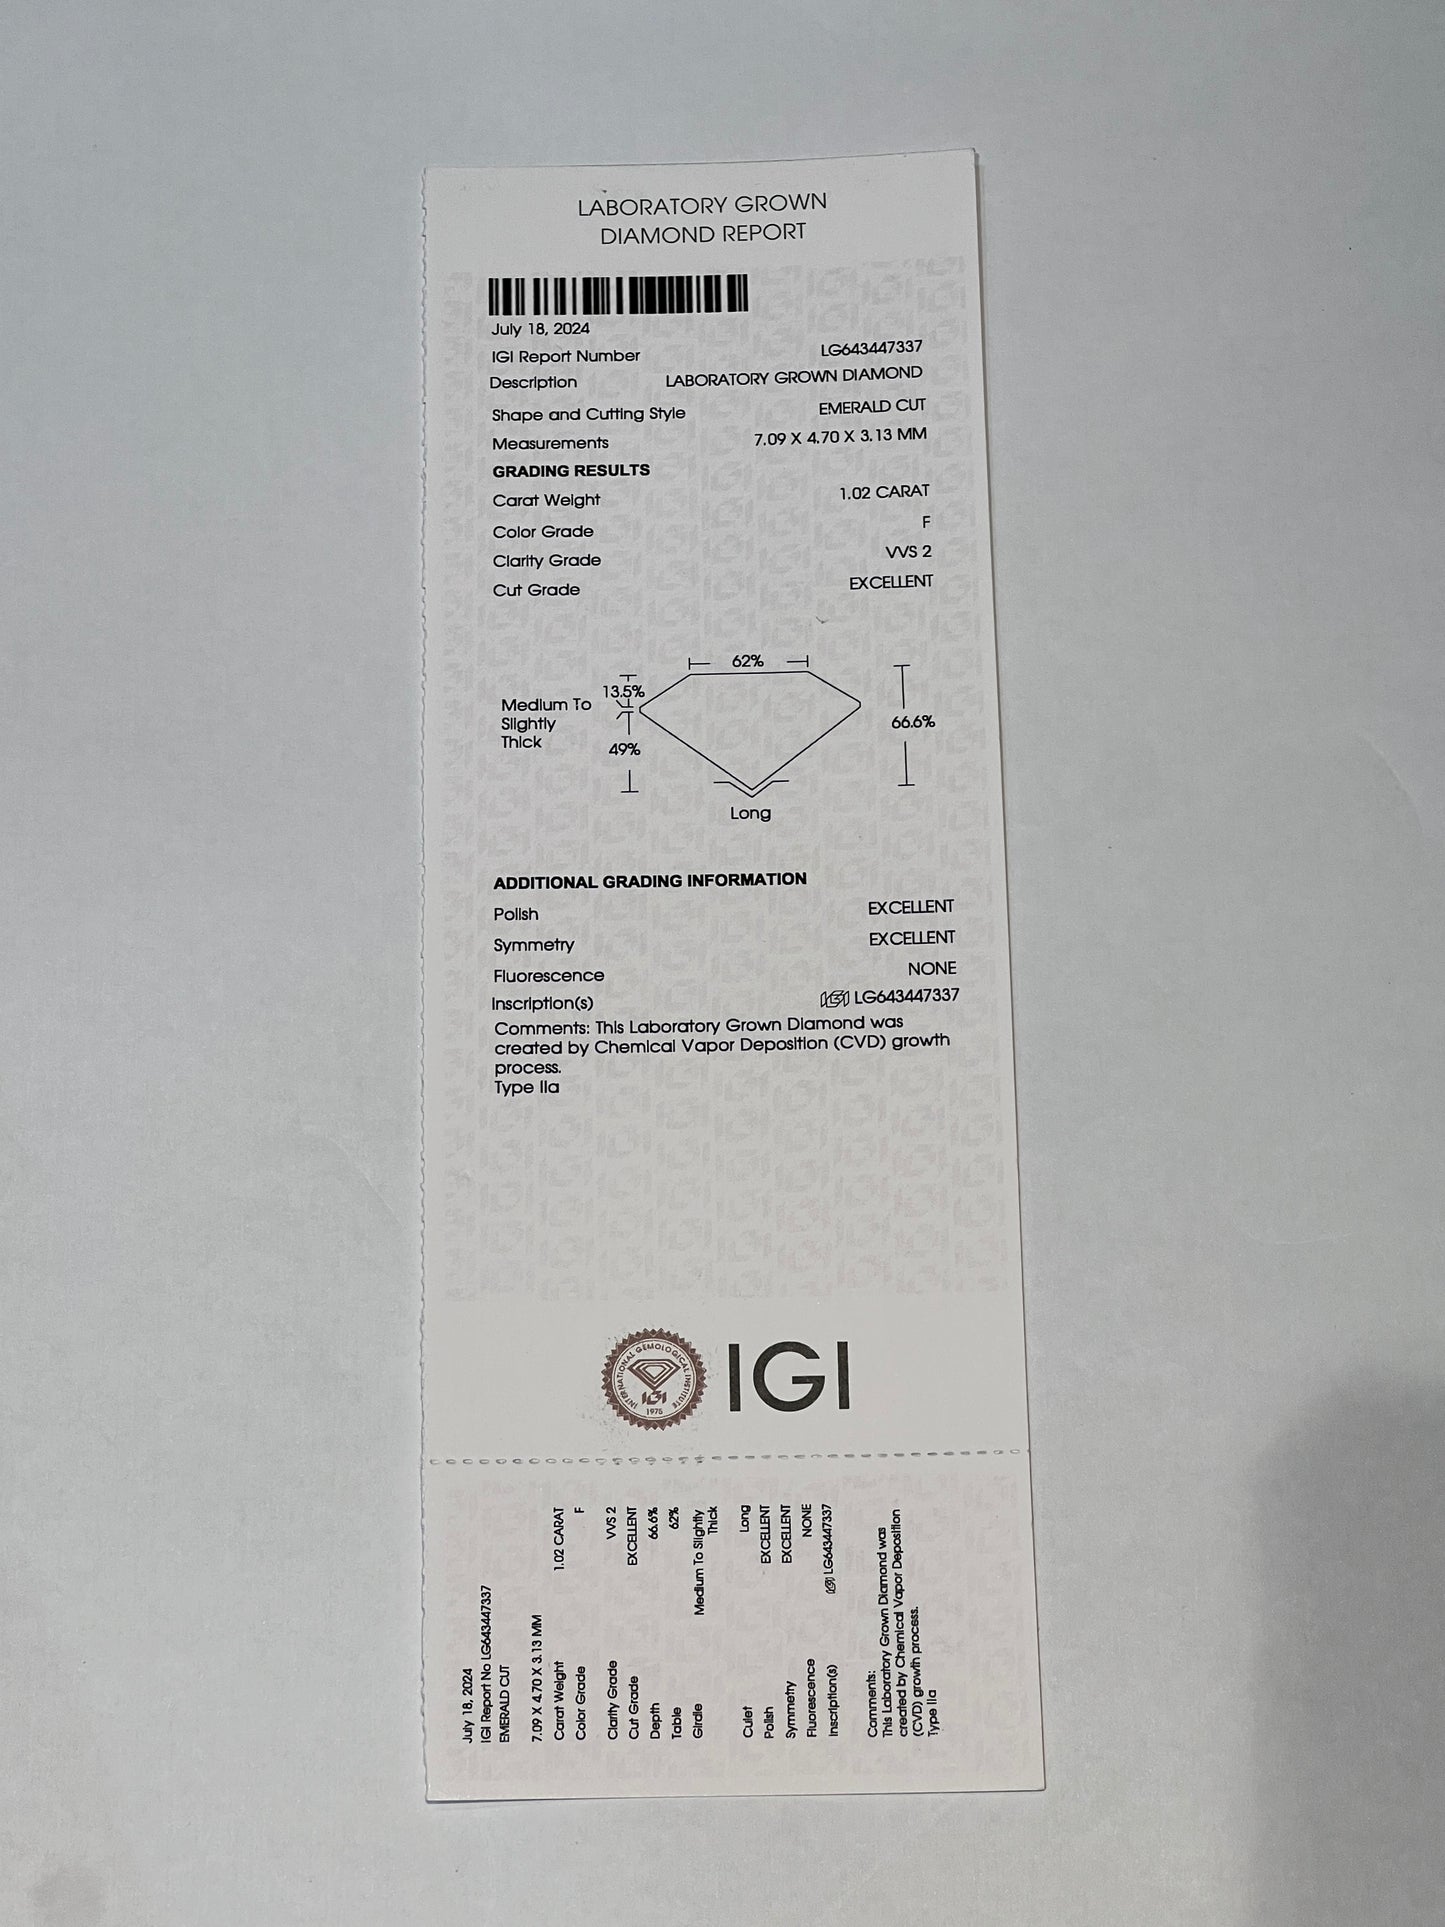 LABORATORY GROWN
DIAMOND REPORT
July 18, 2024
IGI Report Number LG643447337
Description LABORATORY GROWN DIAMOND
Shape and Cutting Style EMERALD CUT
Measurements 7.09 X 4.70 X 3.13 MM
GRADING RESULTS
Carat Weight 1.02 CARAT
Color Grade F
Clarity Grade VVS 2
Cut Grade EXCELLENT
62%
13.5%
Medium To
Slightly
Thick
66.6%
49%
Long
ADDITIONAL GRADING INFORMATION
Polish EXCELLENT
Symmetry EXCELLENT
Fluorescence NONE
Inscription(s) IGI LG643447337
Comments: This Laboratory Grown Diamond was
created by Chemical Vapor Deposition (CVD) growth
process.
Type IIa
INTERNATIONAL GEMOLOGICAL INSTITUTE
IGI
1975
IGI
July 18, 2024
IGI Report No LG643447337
EMERALD CUT
7.09 X 4.70 X 3.13 MM
Carat Weight 1.02 CARAT
Color Grade F
Clarity Grade VVS 2
Cut Grade EXCELLENT
Depth 66.6%
Table 62%
Girdle Medium To Slightly
Thick
Culet Long
Polish EXCELLENT
Symmetry EXCELLENT
Fluorescence NONE
Inscription(s) IGI LG643447337
Comments:
This Laboratory Grown Diamond was
created by Chemical Vapor Deposition
(CVD) growth process.
Type IIa